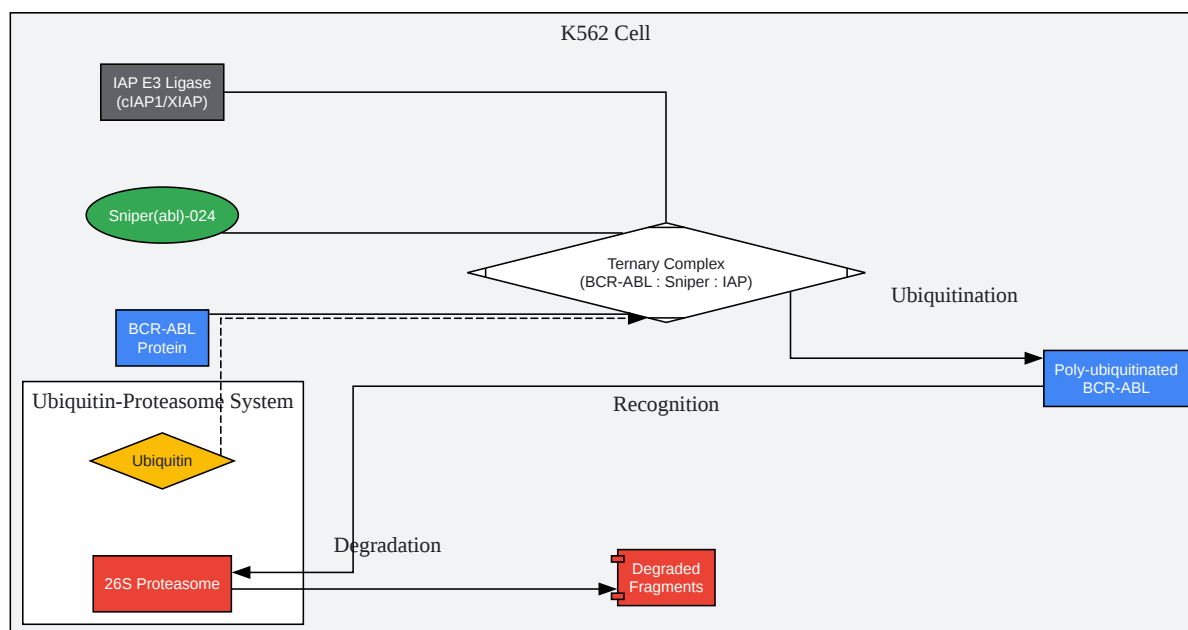 K562 Cell
IAP E3 Ligase
(cIAP1/XIAP)
Sniper(abl)-024
Ternary Complex
(BCR-ABL : Sniper : IAP)
Ubiquitination
BCR-ABL
Protein
Poly-ubiquitinated
BCR-ABL
Ubiquitin-Proteasome System
Recognition
Ubiquitin
Degradation
26S Proteasome
Degraded
Fragments